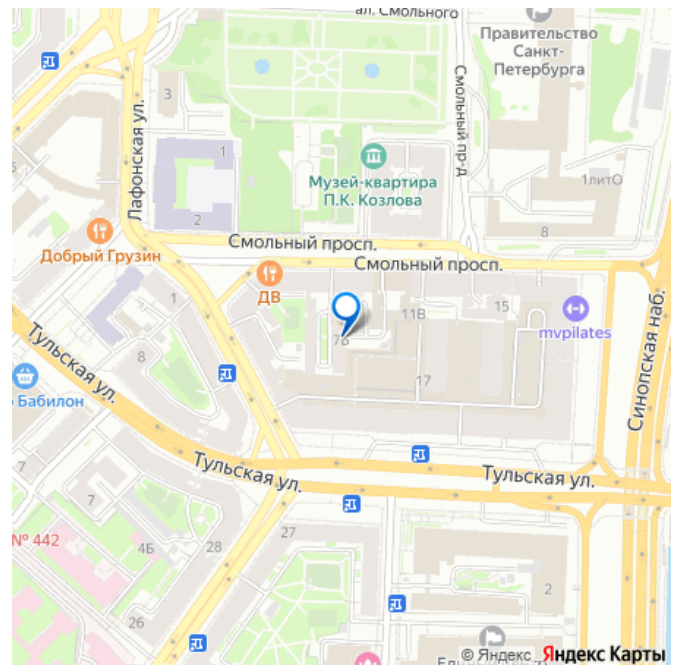 ал. Смольного
Правительство
Санкт-
Петербурга
Смольный пр-д
3
Лафонская ул.
1
Музей-квартира
П.К. Козлова
1литО
2
8
Смольный просп.
Добрый Грузин
Смольный просп.
ДВ
1
15
11В
7Б
mvpilates
Синопская наб.
Тульская ул.
8
17
Бабилон
Тульская ул.
Тульская ул.
7
7
№ 442
4Б
28
27
2
26
© Яндекс Яндекс Карты